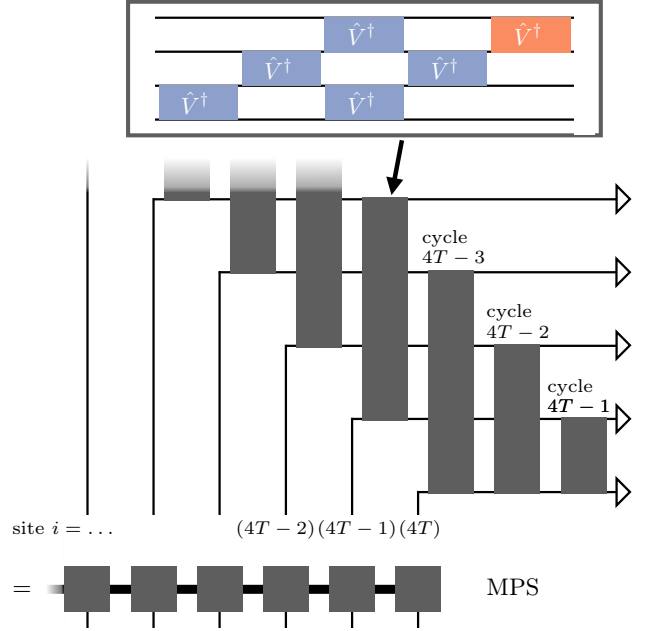 V̂† V̂†
V̂† V̂†
V̂† V̂†
cycle
4T − 3
cycle
4T − 2
cycle
4T − 1
site i = ... (4T − 2) (4T − 1) (4T)
= MPS